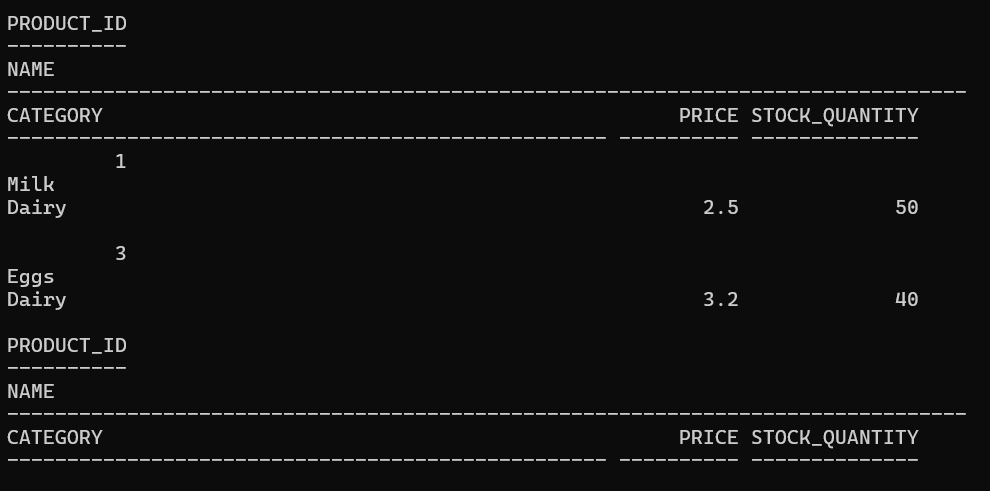 PRODUCT_ID
----------
NAME
--------------------------------------------------------------------------------
CATEGORY                                                PRICE STOCK_QUANTITY
-------------------------------------------------- ---------- --------------
         1
Milk
Dairy                                                     2.5             50

         3
Eggs
Dairy                                                     3.2             40

PRODUCT_ID
----------
NAME
--------------------------------------------------------------------------------
CATEGORY                                                PRICE STOCK_QUANTITY
-------------------------------------------------- ---------- --------------